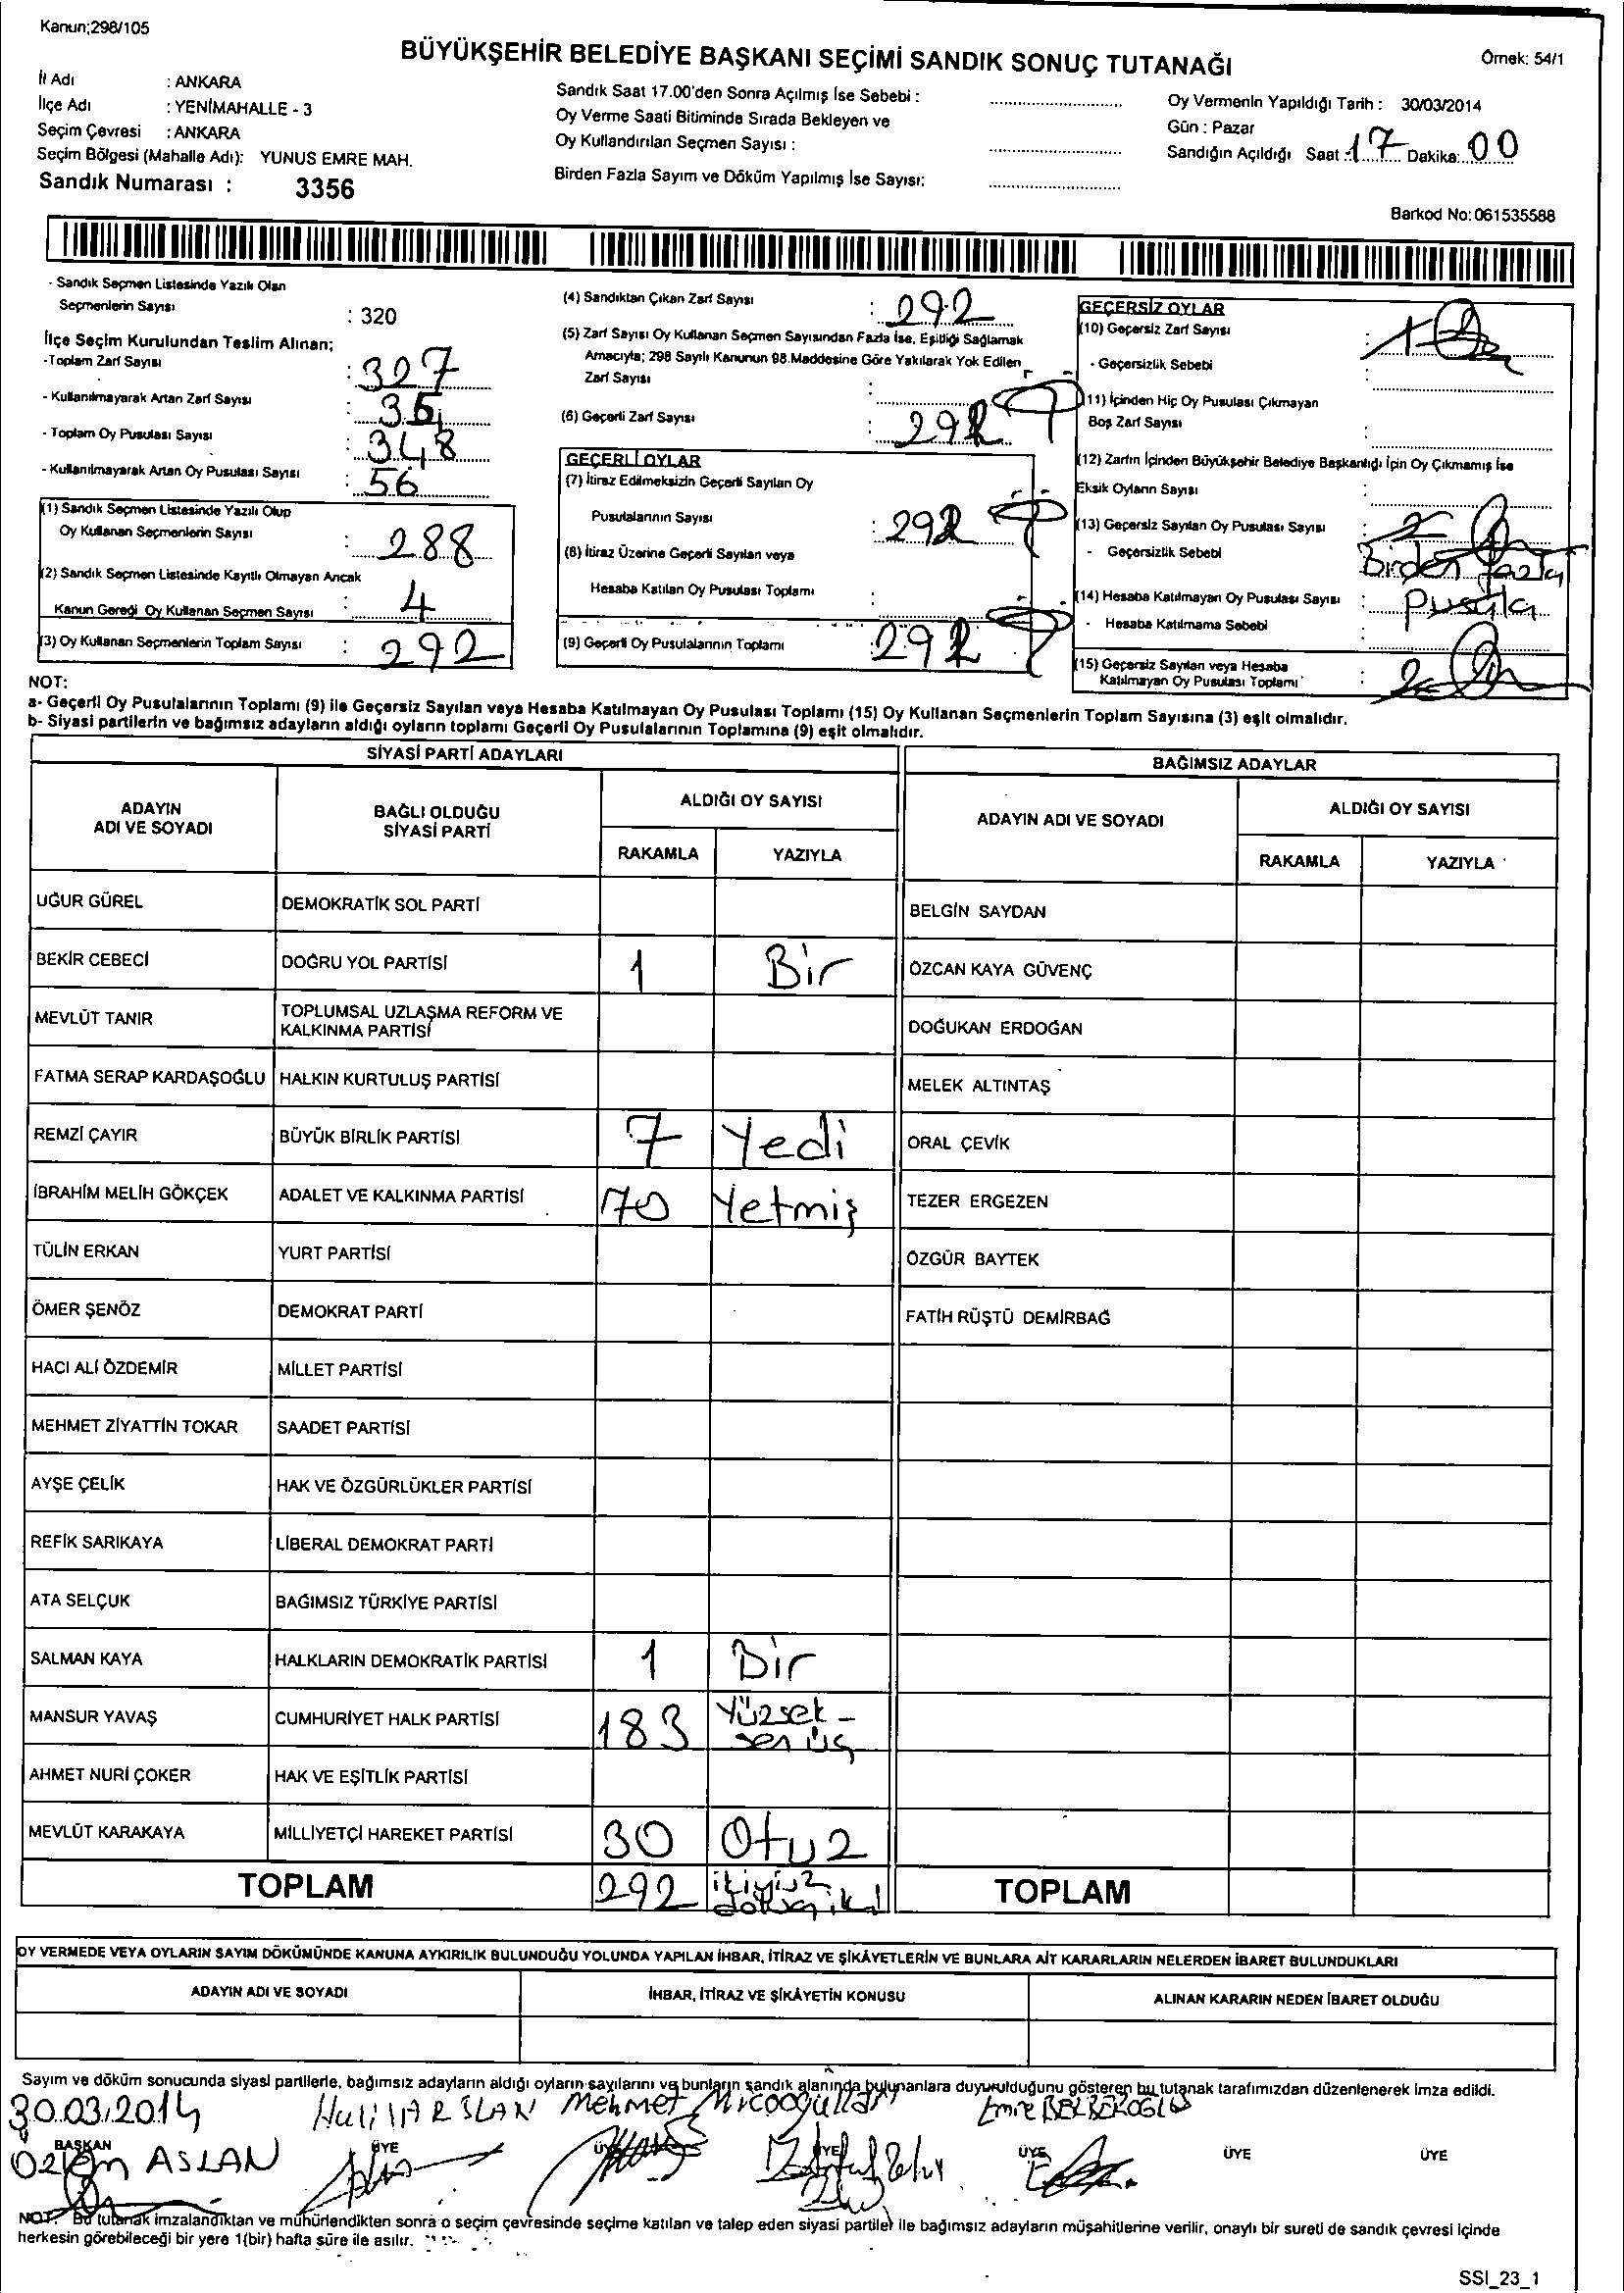 Kanun;298/105
BÜYÜKŞEHİR BELEDİYE BAŞKANI SEÇİMİ SANDIK SONUÇ TUTANAĞI
Örnek: 54/1
İl Adı : ANKARA
İlçe Adı : YENİMAHALLE - 3
Seçim Çevresi : ANKARA
Seçim Bölgesi (Mahalle Adı): YUNUS EMRE MAH.
Sandık Numarası : 3356
Sandık Saat 17.00'den Sonra Açılmış İse Sebebi :
Oy Verme Saati Bitiminde Sırada Bekleyen ve
Oy Kullandırılan Seçmen Sayısı :
Birden Fazla Sayım ve Döküm Yapılmış İse Sayısı:
Oy Vermenin Yapıldığı Tarih : 30/03/2014
Gün : Pazar
Sandığın Açıldığı Saat : 17 Dakika: 00
Barkod No: 061535588
- Sandık Seçmen Listesinde Yazılı Olan
Seçmenlerin Sayısı : 320
İlçe Seçim Kurulundan Teslim Alınan;
-Toplam Zarf Sayısı : 327
- Kullanılmayarak Artan Zarf Sayısı : 35
- Toplam Oy Pusulası Sayısı : 348
- Kullanılmayarak Artan Oy Pusulası Sayısı : 56
(1) Sandık Seçmen Listesinde Yazılı Olup
Oy Kullanan Seçmenlerin Sayısı : 288
(2) Sandık Seçmen Listesinde Kayıtlı Olmayan Ancak
Kanun Gereği Oy Kullanan Seçmen Sayısı : 4
(3) Oy Kullanan Seçmenlerin Toplam Sayısı : 292
(4) Sandıktan Çıkan Zarf Sayısı : 292
(5) Zarf Sayısı Oy Kullanan Seçmen Sayısından Fazla İse, Eşitliği Sağlamak
Amacıyla; 298 Sayılı Kanunun 98.Maddesine Göre Yakılarak Yok Edilen
Zarf Sayısı :
(6) Geçerli Zarf Sayısı : 292
GEÇERLİ OYLAR
(7) İtiraz Edilmeksizin Geçerli Sayılan Oy
Pusulalarının Sayısı : 292
(8) İtiraz Üzerine Geçerli Sayılan veya
Hesaba Katılan Oy Pusulası Toplamı :
(9) Geçerli Oy Pusulalarının Toplamı : 292
GEÇERSİZ OYLAR
(10) Geçersiz Zarf Sayısı : 1
- Geçersizlik Sebebi :
(11) İçinden Hiç Oy Pusulası Çıkmayan
Boş Zarf Sayısı :
(12) Zarfın İçinden Büyükşehir Belediye Başkanlığı İçin Oy Çıkmamış İse
Eksik Oyların Sayısı :
(13) Geçersiz Sayılan Oy Pusulası Sayısı : 2
- Geçersizlik Sebebi : Birden fazla
(14) Hesaba Katılmayan Oy Pusulası Sayısı : pusula
- Hesaba Katılmama Sebebi
(15) Geçersiz Sayılan veya Hesaba
Katılmayan Oy Pusulası Toplamı : 2
NOT:
a- Geçerli Oy Pusulalarının Toplamı (9) ile Geçersiz Sayılan veya Hesaba Katılmayan Oy Pusulası Toplamı (15) Oy Kullanan Seçmenlerin Toplam Sayısına (3) eşit olmalıdır.
b- Siyasi partilerin ve bağımsız adayların aldığı oyların toplamı Geçerli Oy Pusulalarının Toplamına (9) eşit olmalıdır.
SİYASİ PARTİ ADAYLARI
BAĞIMSIZ ADAYLAR
ADAYIN ADI VE SOYADI
BAĞLI OLDUĞU SİYASİ PARTİ
ALDIĞI OY SAYISI
RAKAMLA YAZIYLA
ADAYIN ADI VE SOYADI
ALDIĞI OY SAYISI
RAKAMLA YAZIYLA
UĞUR GÜREL DEMOKRATİK SOL PARTİ BELGİN SAYDAN
BEKİR CEBECİ DOĞRU YOL PARTİSİ 1 Bir ÖZCAN KAYA GÜVENÇ
MEVLÜT TANIR TOPLUMSAL UZLAŞMA REFORM VE KALKINMA PARTİSİ DOĞUKAN ERDOĞAN
FATMA SERAP KARDAŞOĞLU HALKIN KURTULUŞ PARTİSİ MELEK ALTINTAŞ
REMZİ ÇAYIR BÜYÜK BİRLİK PARTİSİ 7 Yedi ORAL ÇEVİK
İBRAHİM MELİH GÖKÇEK ADALET VE KALKINMA PARTİSİ 70 Yetmiş TEZER ERGEZEN
TÜLİN ERKAN YURT PARTİSİ ÖZGÜR BAYTEK
ÖMER ŞENÖZ DEMOKRAT PARTİ FATİH RÜŞTÜ DEMİRBAĞ
HACI ALİ ÖZDEMİR MİLLET PARTİSİ
MEHMET ZİYATTİN TOKAR SAADET PARTİSİ
AYŞE ÇELİK HAK VE ÖZGÜRLÜKLER PARTİSİ
REFİK SARIKAYA LİBERAL DEMOKRAT PARTİ
ATA SELÇUK BAĞIMSIZ TÜRKİYE PARTİSİ
SALMAN KAYA HALKLARIN DEMOKRATİK PARTİSİ 1 Bir
MANSUR YAVAŞ CUMHURİYET HALK PARTİSİ 183 Yüzsek-
senüç
AHMET NURİ ÇOKER HAK VE EŞİTLİK PARTİSİ
MEVLÜT KARAKAYA MİLLİYETÇİ HAREKET PARTİSİ 30 Otuz
TOPLAM 292 ikiyüz
doksaniki TOPLAM
OY VERMEDE VEYA OYLARIN SAYIM DÖKÜMÜNDE KANUNA AYKIRILIK BULUNDUĞU YOLUNDA YAPILAN İHBAR, İTİRAZ VE ŞİKÂYETLERİN VE BUNLARA AİT KARARLARIN NELERDEN İBARET BULUNDUKLARI
ADAYIN ADI VE SOYADI İHBAR, İTİRAZ VE ŞİKÂYETİN KONUSU ALINAN KARARIN NEDEN İBARET OLDUĞU
Sayım ve döküm sonucunda siyasi partilerle, bağımsız adayların aldığı oyların sayılarını ve bunların sandık alanında bulunanlara duyurulduğunu gösteren bu tutanak tarafımızdan düzenlenerek imza edildi.
30.03.2014 Halil ARSLAN Mehmet Emre
BAŞKAN ÜYE ÜYE ÜYE ÜYE ÜYE ÜYE
ASLAN
NOT: Bu tutanak imzalandıktan ve mühürlendikten sonra o seçim çevresinde seçime katılan ve talep eden siyasi partiler ile bağımsız adayların müşahitlerine verilir, onaylı bir sureti de sandık çevresi içinde
herkesin görebileceği bir yere 1(bir) hafta süre ile asılır.
SSI_23_1